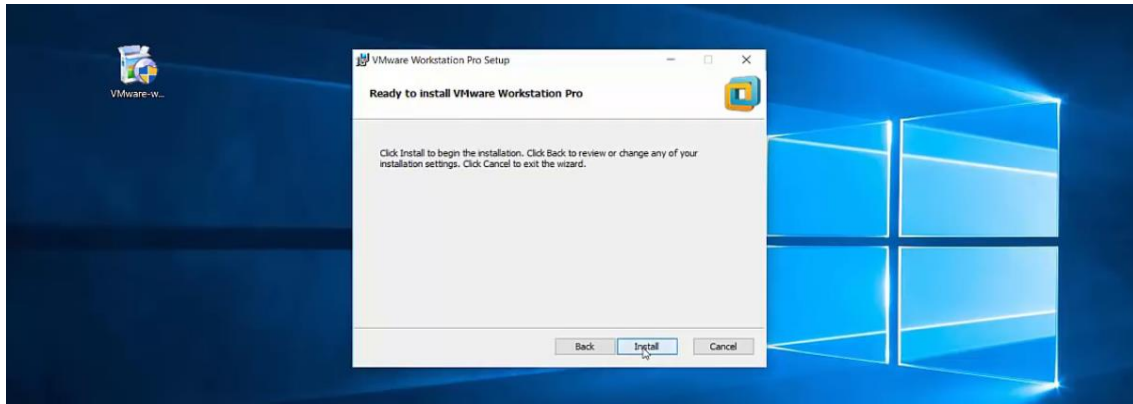 VMware-w...
VMware Workstation Pro Setup
Ready to install VMware Workstation Pro
Click Install to begin the installation. Click Back to review or change any of your
installation settings. Click Cancel to exit the wizard.
Back Install Cancel